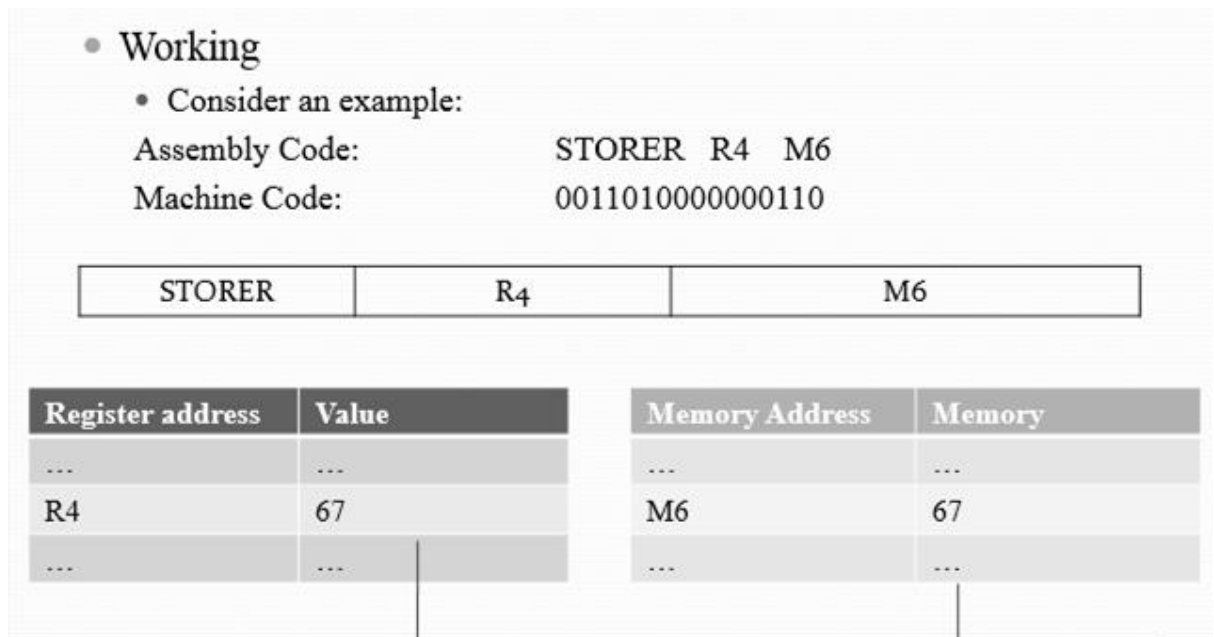 Working
Consider an example:
Assembly Code: STORER R4 M6
Machine Code: 0011010000000110
STORER R4 M6
Register address Value
... ...
R4 67
... ...
Memory Address Memory
... ...
M6 67
... ...